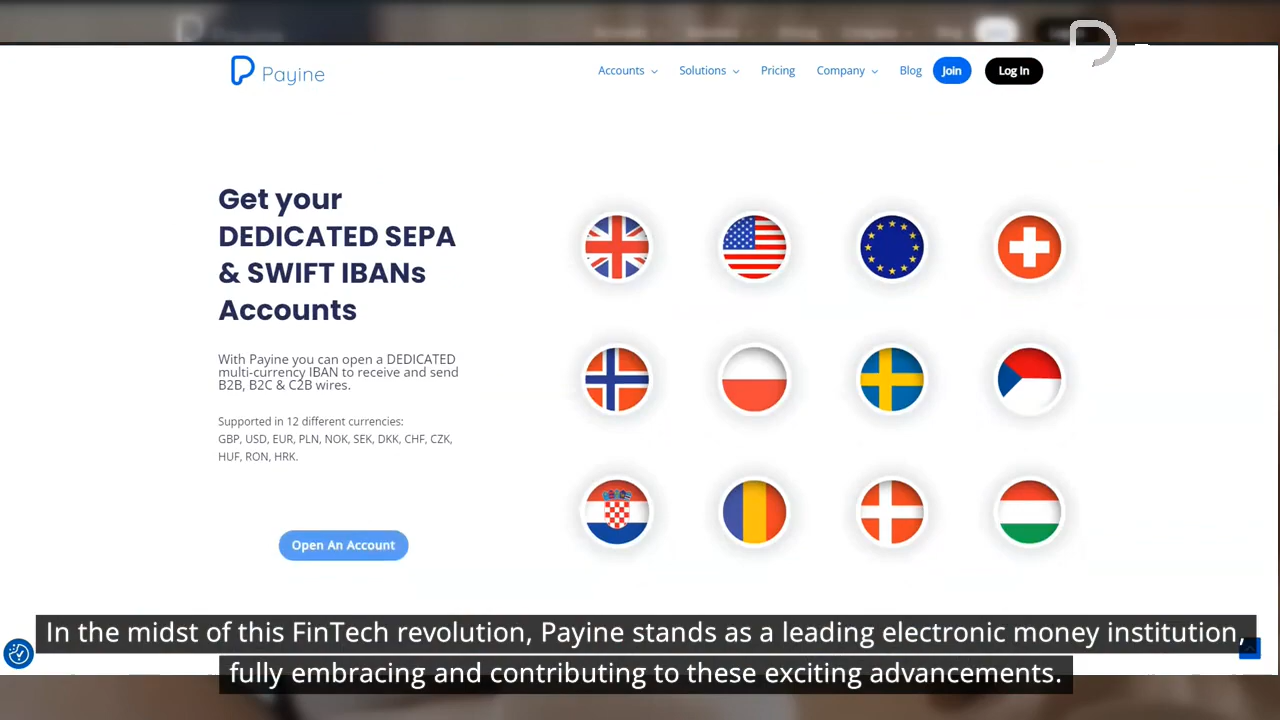 Payine
Accounts
Solutions
Pricing
Company
Blog
Join
Log In
Get your
DEDICATED SEPA
& SWIFT IBANs
Accounts
With Payine you can open a DEDICATED
multi-currency IBAN to receive and send
B2B, B2C & C2B wires.
Supported in 12 different currencies:
GBP, USD, EUR, PLN, NOK, SEK, DKK, CHF, CZK,
HUF, RON, HRK.
Open An Account
In the midst of this FinTech revolution, Payine stands as a leading electronic money institution,
fully embracing and contributing to these exciting advancements.